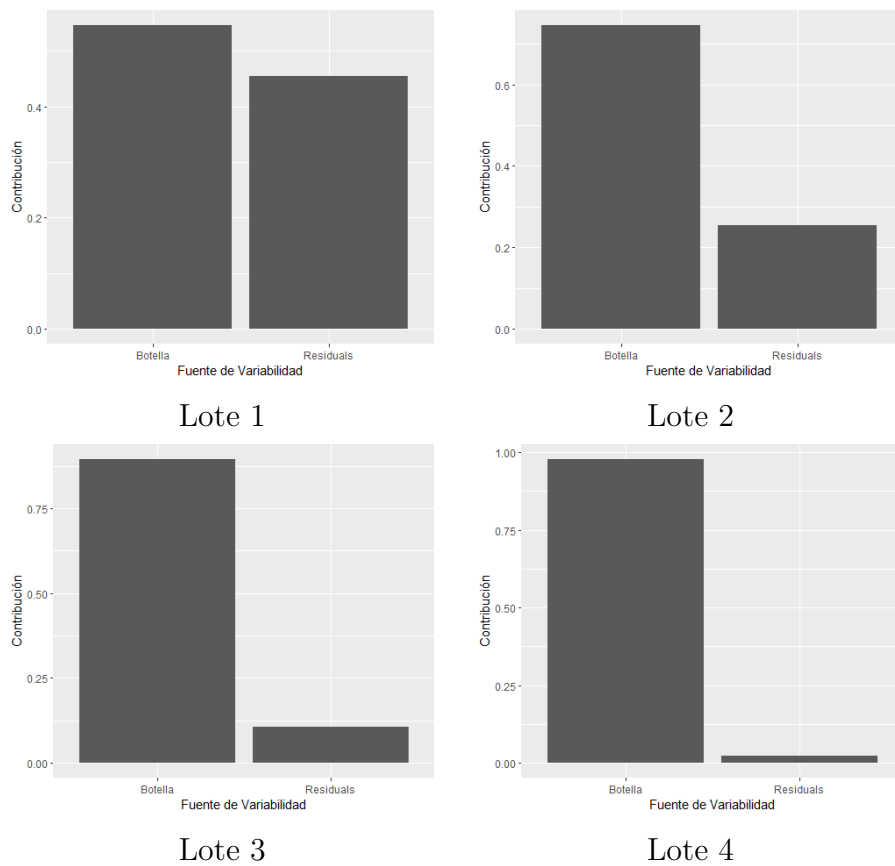 Contribución
0.4
0.2
0.0
Botella
Residuals
Fuente de Variabilidad
Lote 1
Contribución
0.6
0.4
0.2
0.0
Botella
Residuals
Fuente de Variabilidad
Lote 2
Contribución
0.75
0.50
0.25
0.00
Botella
Residuals
Fuente de Variabilidad
Lote 3
Contribución
1.00
0.75
0.50
0.25
0.00
Botella
Residuals
Fuente de Variabilidad
Lote 4